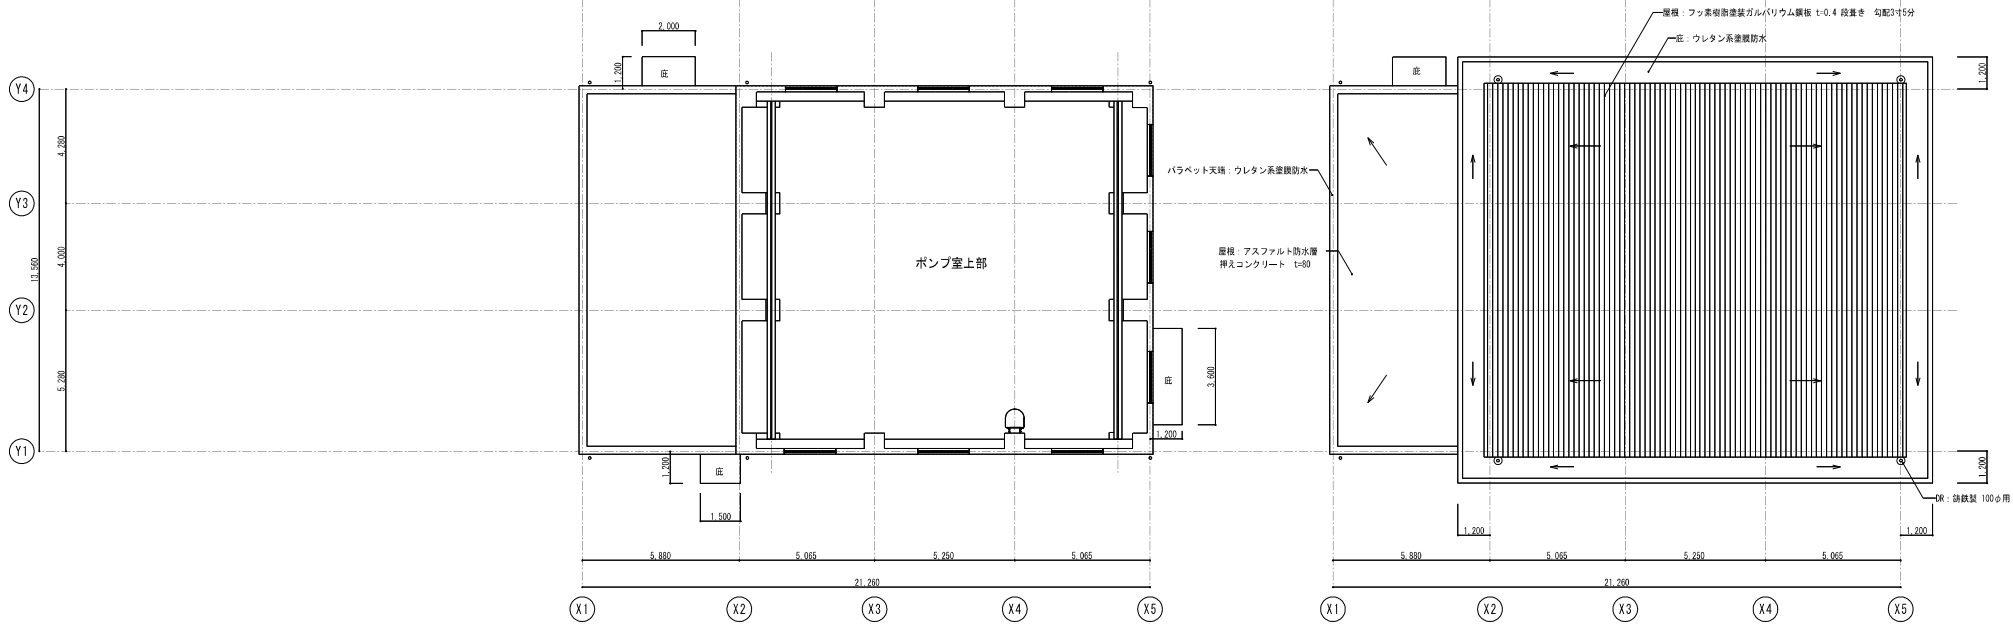 屋根：フッ素樹脂塗装ガルバリウム鋼板 t=0.4 段葺き 勾配3寸5分
庇：ウレタン系塗膜防水
2,000
1,200
庇
庇
1,200
Y4
4,280
パラペット天端：ウレタン系塗膜防水
Y3
4,000
13,560
ポンプ室上部
屋根：アスファルト防水層
押えコンクリート t=80
Y2
5,280
庇
3,600
1,200
Y1
1,200
庇
1,500
1,200
DR：鋳鉄製 100φ用
1,200
1,200
5,880
5,065
5,250
5,065
5,880
5,065
5,250
5,065
21,260
21,260
X1
X2
X3
X4
X5
X1
X2
X3
X4
X5